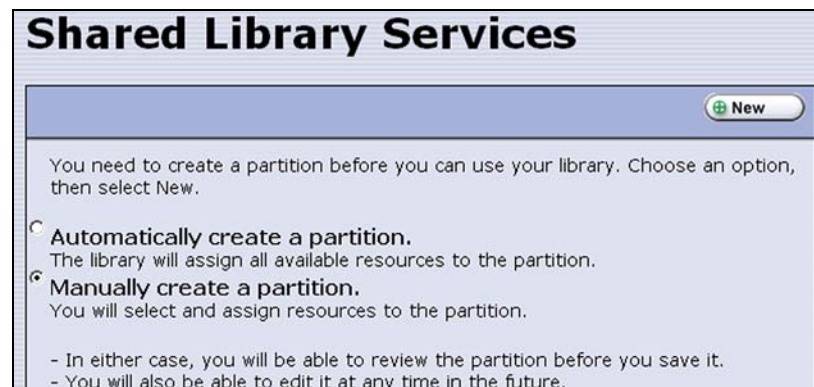 Shared Library Services
New
You need to create a partition before you can use your library. Choose an option,
then select New.
Automatically create a partition.
The library will assign all available resources to the partition.
Manually create a partition.
You will select and assign resources to the partition.
- In either case, you will be able to review the partition before you save it.
- You will also be able to edit it at any time in the future.